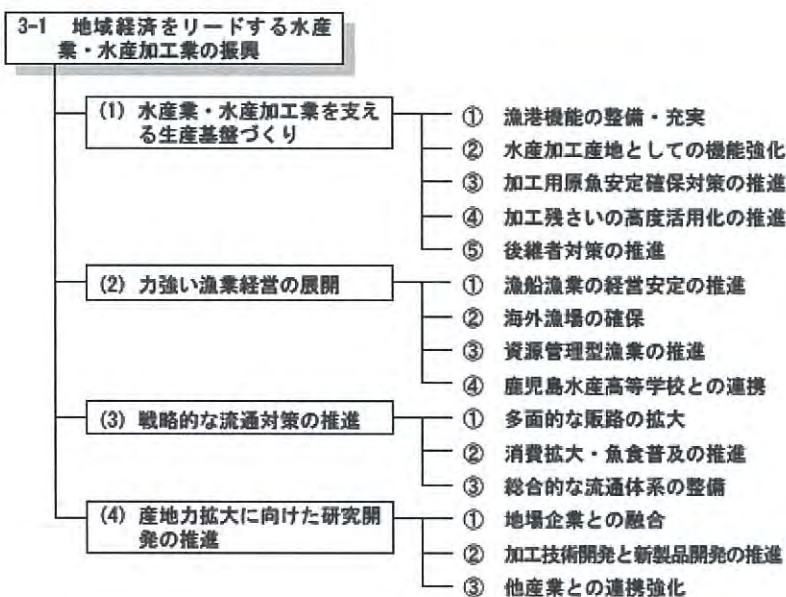 3-1 地域経済をリードする水産
業・水産加工業の振興
(1) 水産業・水産加工業を支え
る生産基盤づくり
① 漁港機能の整備・充実
② 水産加工産地としての機能強化
③ 加工用原魚安定確保対策の推進
④ 加工残さいの高度活用化の推進
⑤ 後継者対策の推進
(2) 力強い漁業経営の展開
① 漁船漁業の経営安定の推進
② 海外漁場の確保
③ 資源管理型漁業の推進
④ 鹿児島水産高等学校との連携
(3) 戦略的な流通対策の推進
① 多面的な販路の拡大
② 消費拡大・魚食普及の推進
③ 総合的な流通体系の整備
(4) 産地力拡大に向けた研究開
発の推進
① 地場企業との融合
② 加工技術開発と新製品開発の推進
③ 他産業との連携強化